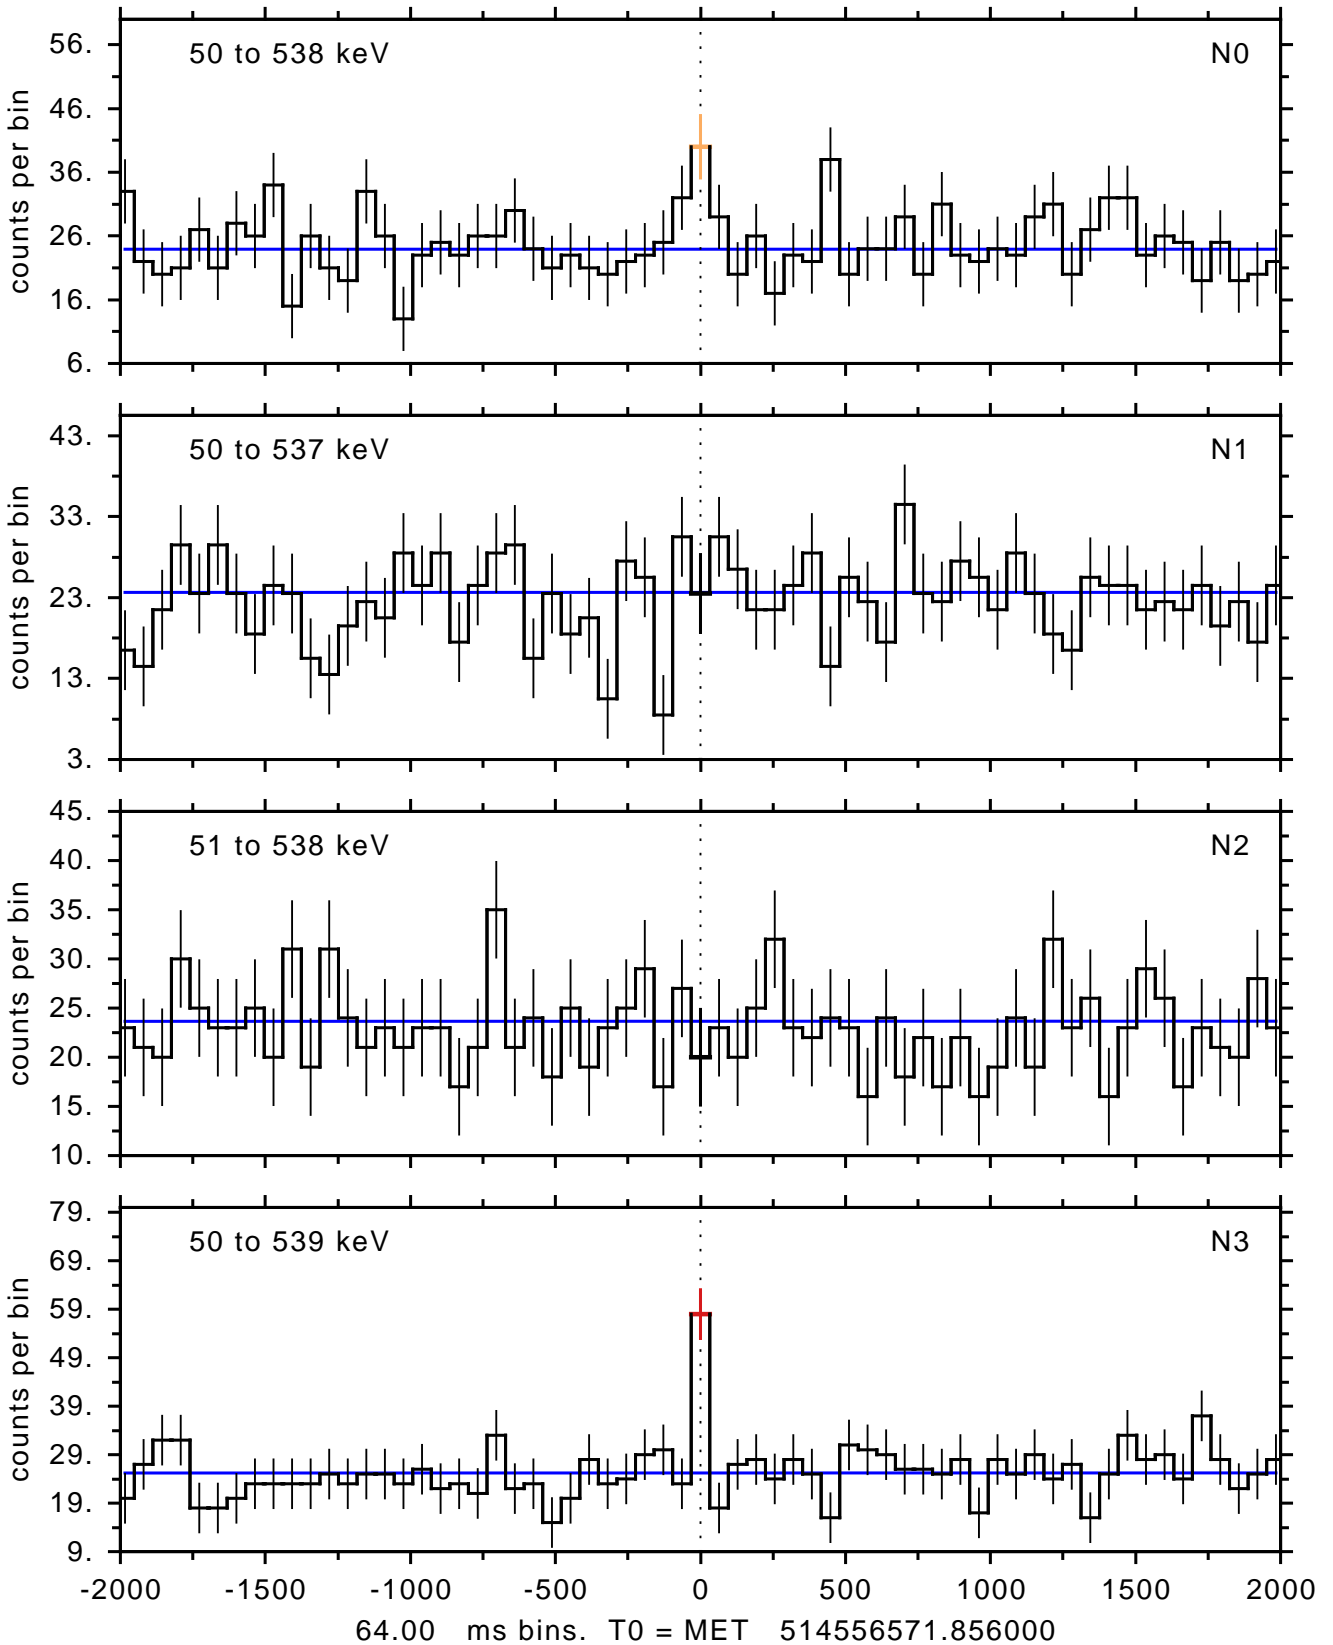 50 to 538 keV N0
56.
46.
36.
26.
16.
6.
counts per bin
50 to 537 keV N1
43.
33.
23.
13.
3.
counts per bin
51 to 538 keV N2
45.
40.
35.
30.
25.
20.
15.
10.
counts per bin
50 to 539 keV N3
79.
69.
59.
49.
39.
29.
19.
9.
counts per bin
-2000 -1500 -1000 -500 0 500 1000 1500 2000
64.00 ms bins. T0 = MET 514556571.856000